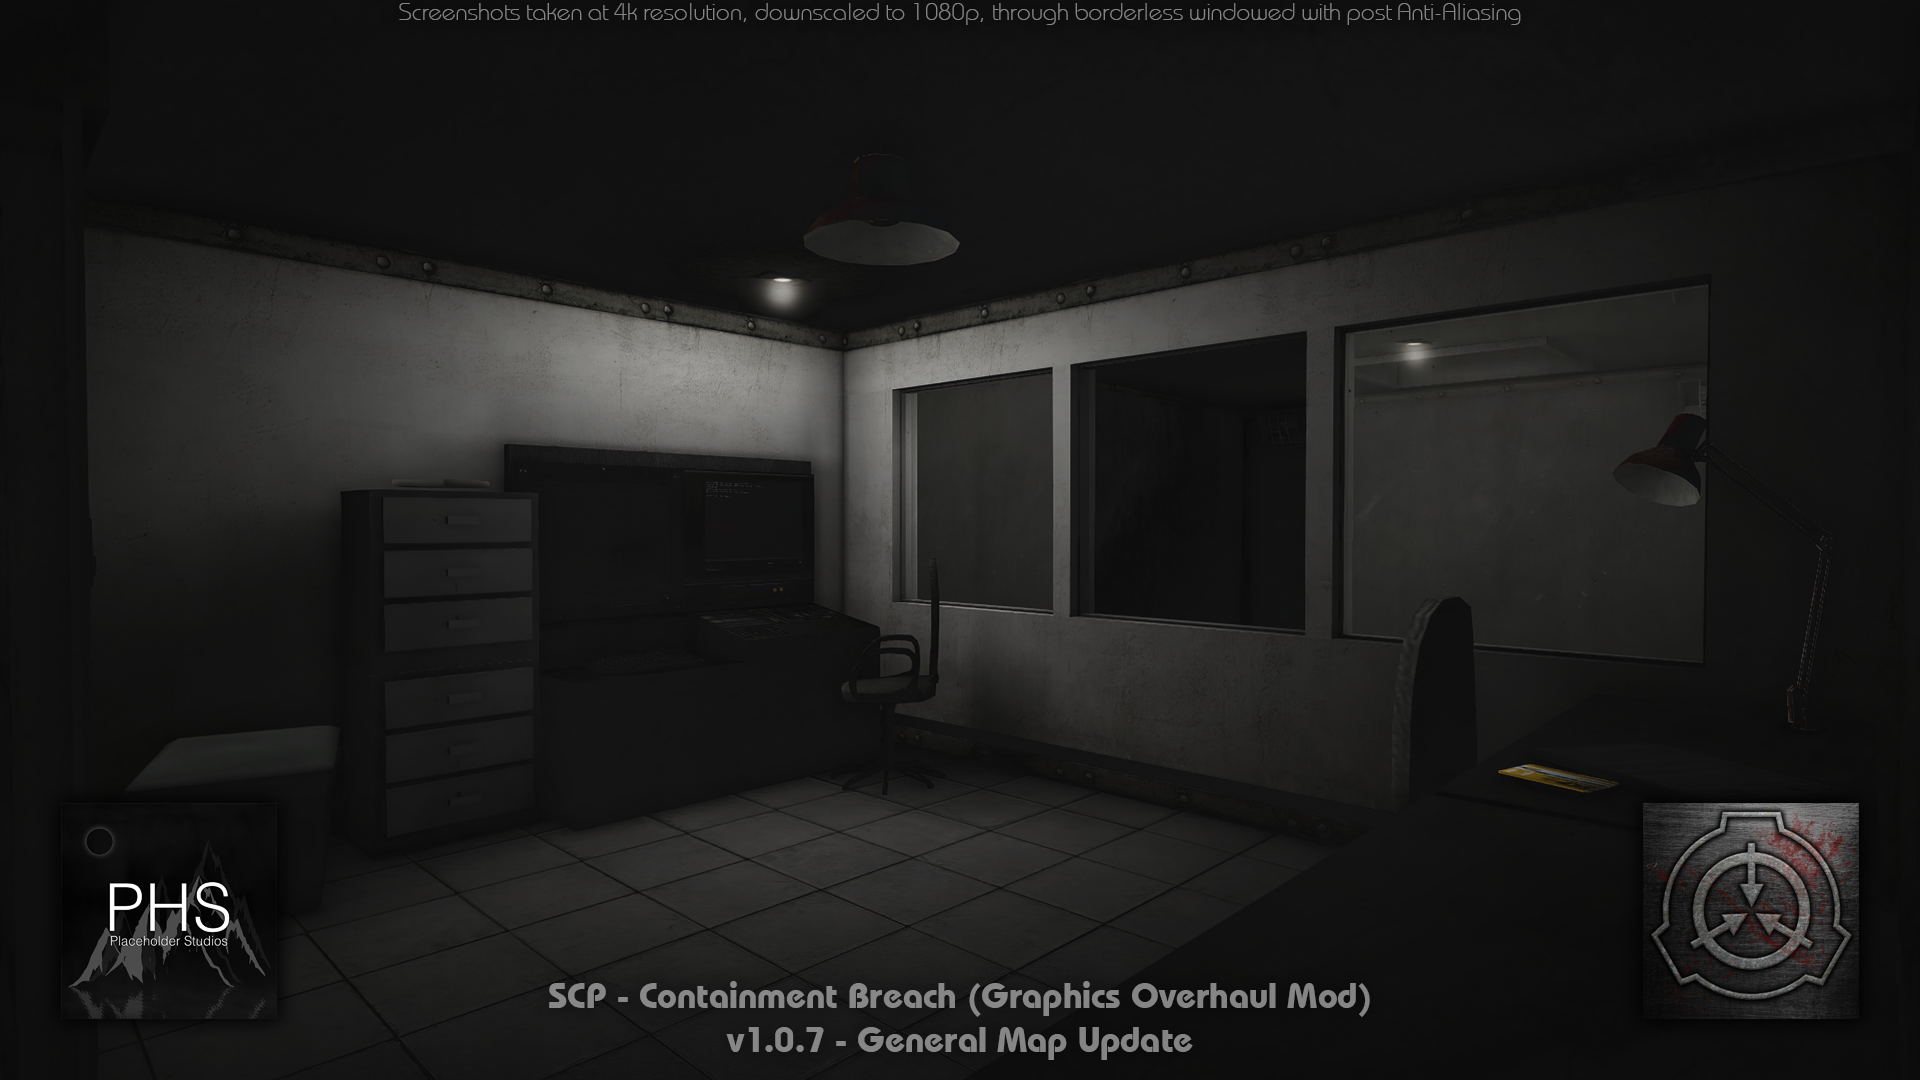 Screenshots taken at 4k resolution, downscaled to 1080p, through borderless windowed with post Anti-Aliasing
PHS
Placeholder Studios
SCP - Containment Breach (Graphics Overhaul Mod)
v1.0.7 - General Map Update